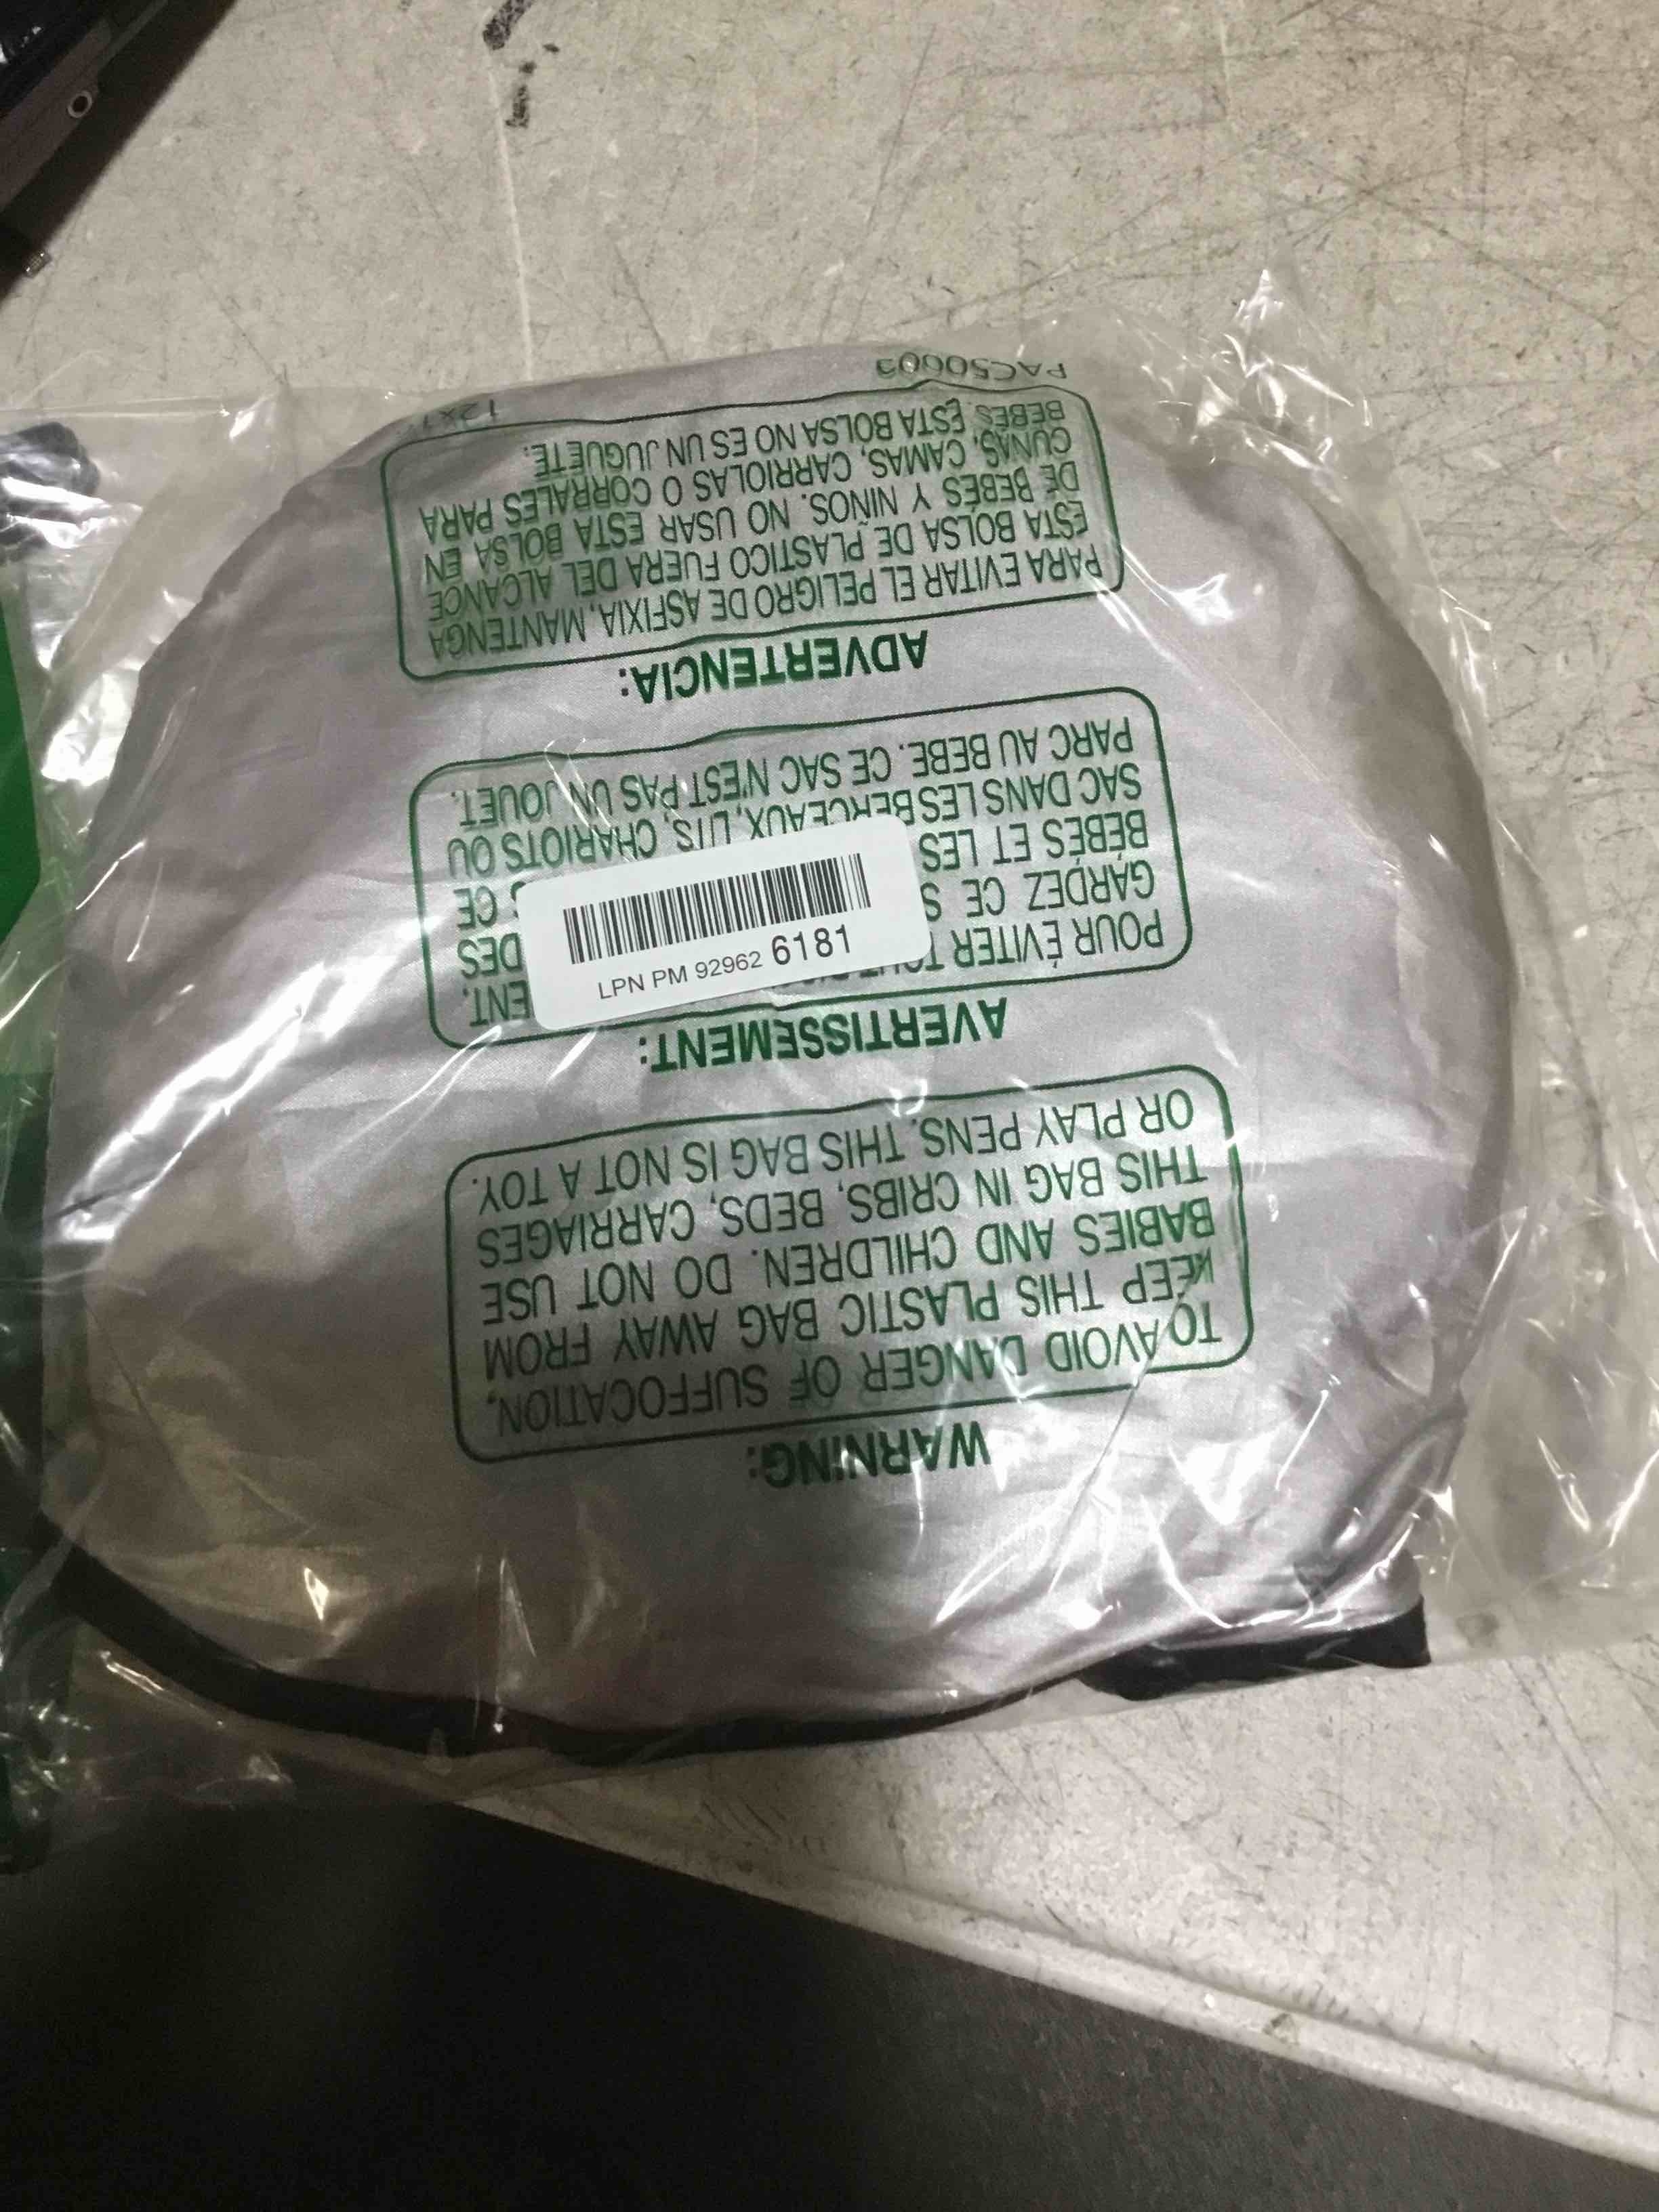 WARNING:
TO AVOID DANGER OF SUFFOCATION,
KEEP THIS PLASTIC BAG AWAY FROM
BABIES AND CHILDREN. DO NOT USE
THIS BAG IN CRIBS, BEDS, CARRIAGES
OR PLAY PENS. THIS BAG IS NOT A TOY.
AVERTISSEMENT:
POUR ÉVITER
GARDEZ CE
BÉBÉS ET LES CE
SAC DANS LES BERCEAUX, LITS, CHARIOTS OU
PARC AU BEBE. CE SAC N'EST PAS UN JOUET.
LPN PM 92962 6181
ADVERTENCIA:
PARA EVITAR EL PELIGRO DE ASFIXIA, MANTENGA
ESTA BOLSA DE PLASTICO FUERA DEL ALCANCE
DE BEBÉS Y NIÑOS. NO USAR ESTA BOLSA EN
CUNAS, CAMAS, CARRIOLAS O CORRALES PARA
BEBÉS. ESTA BOLSA NO ES UN JUGUETE.
PAC50003